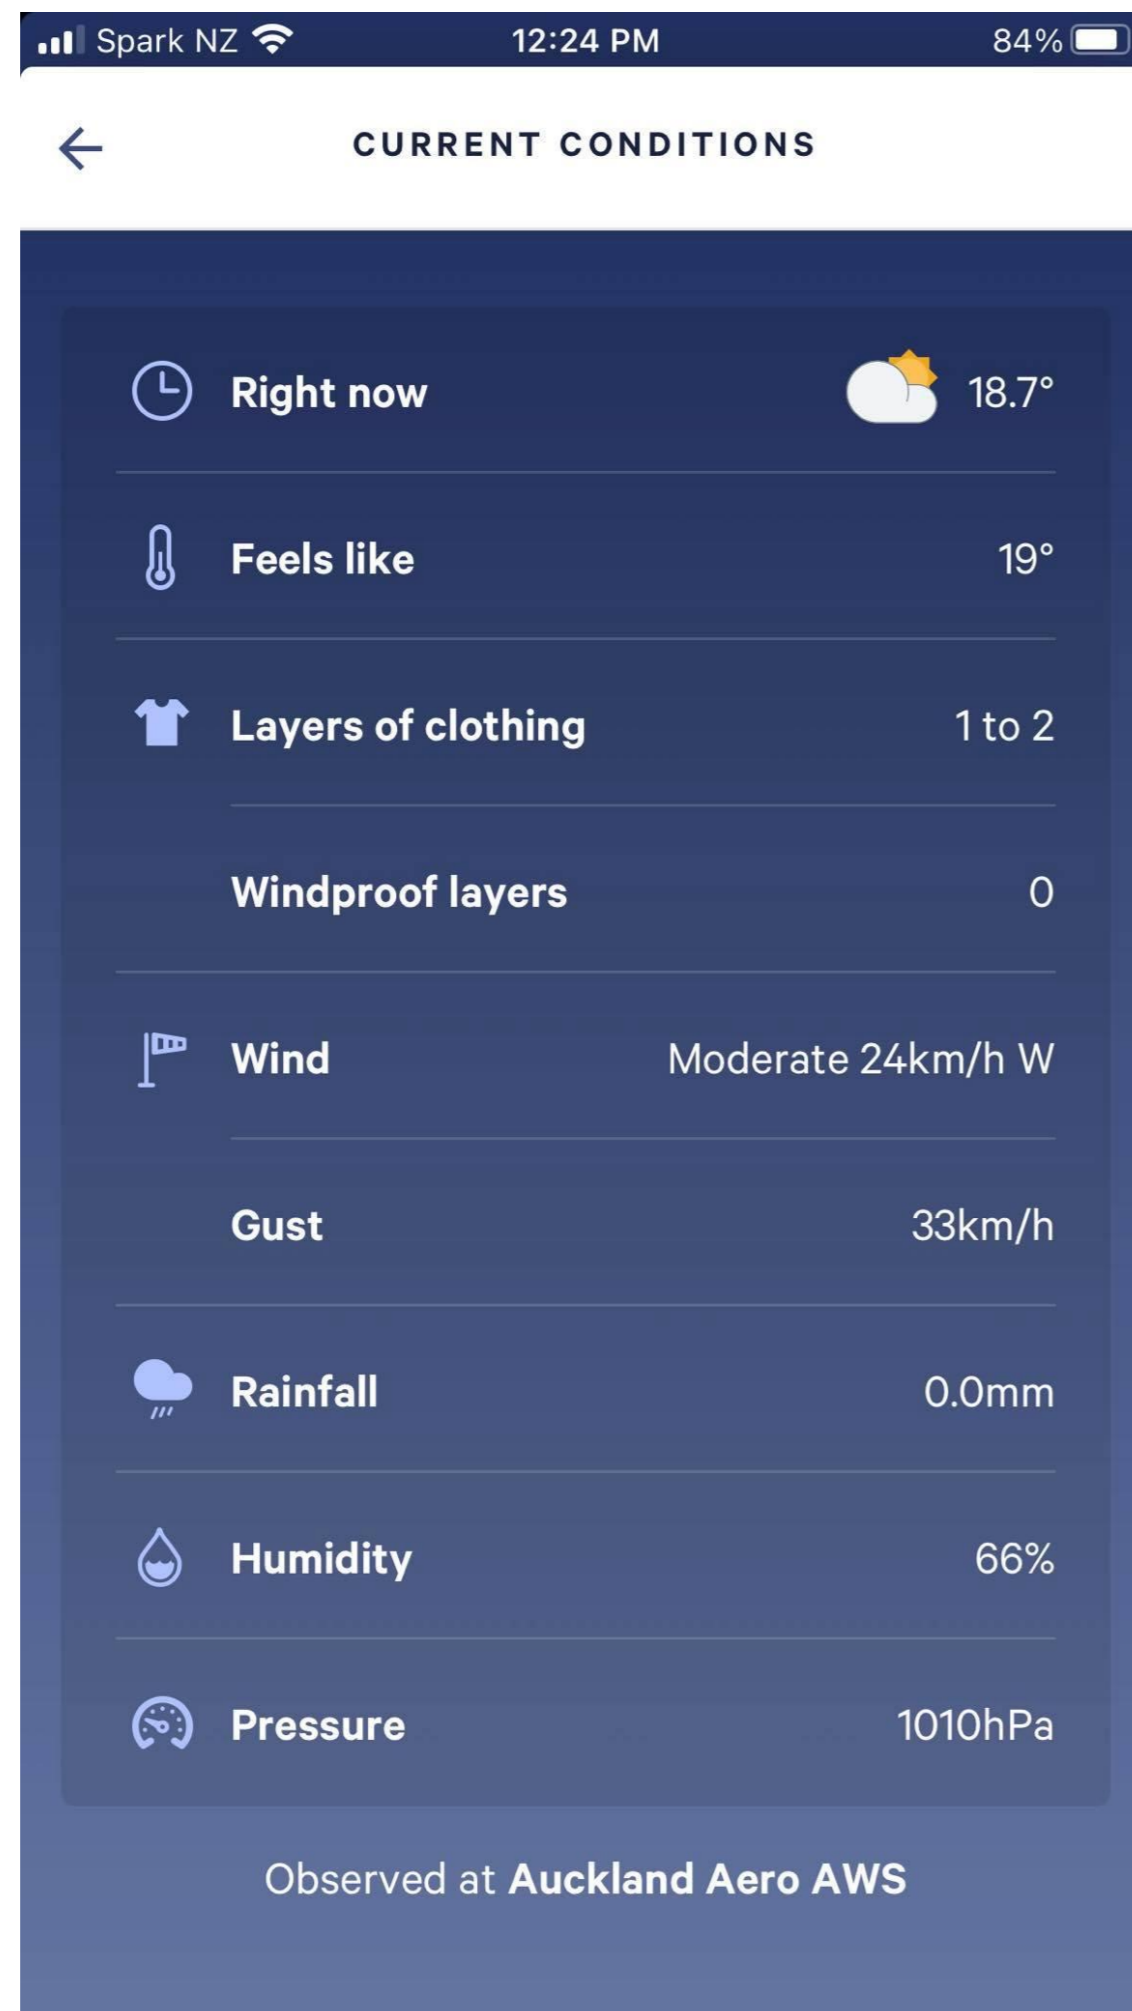 Spark NZ 12:24 PM 84%
CURRENT CONDITIONS
Right now 18.7°
Feels like 19°
Layers of clothing 1 to 2
Windproof layers 0
Wind Moderate 24km/h W
Gust 33km/h
Rainfall 0.0mm
Humidity 66%
Pressure 1010hPa
Observed at Auckland Aero AWS